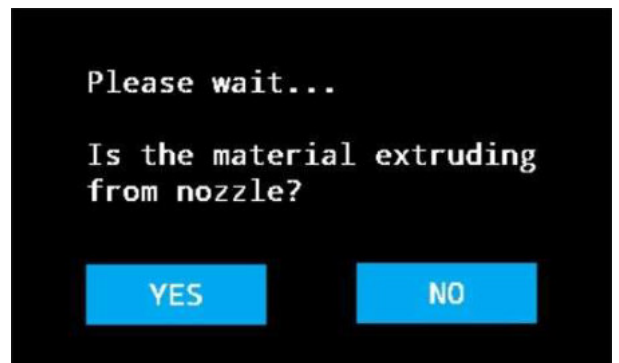 Please wait...
Is the material extruding
from nozzle?
YES
NO